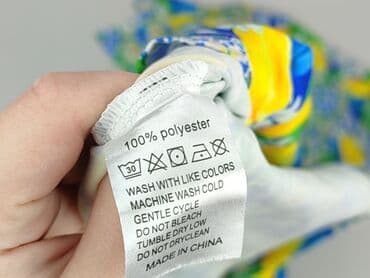 100% polyester
30
WASH WITH LIKE COLORS
MACHINE WASH COLD
GENTLE CYCLE
DO NOT BLEACH
TUMBLE DRY LOW
DO NOT DRYCLEAN
MADE IN CHINA